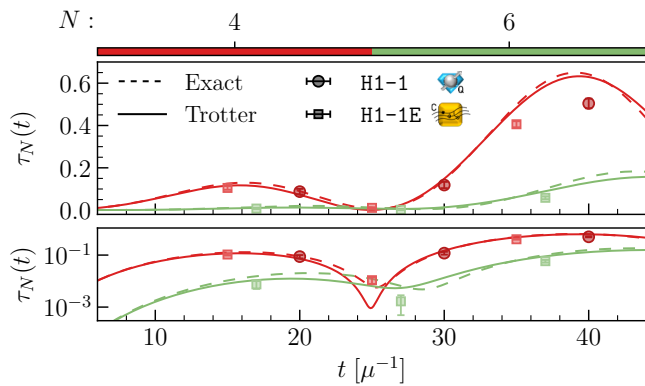 N :
4
6
0.6
0.4
0.2
0.0
τ_N(t)
Exact
Trotter
H1-1
H1-1E
Q
C
10^{-1}
10^{-3}
τ_N(t)
10
20
30
40
t [μ^{-1}]